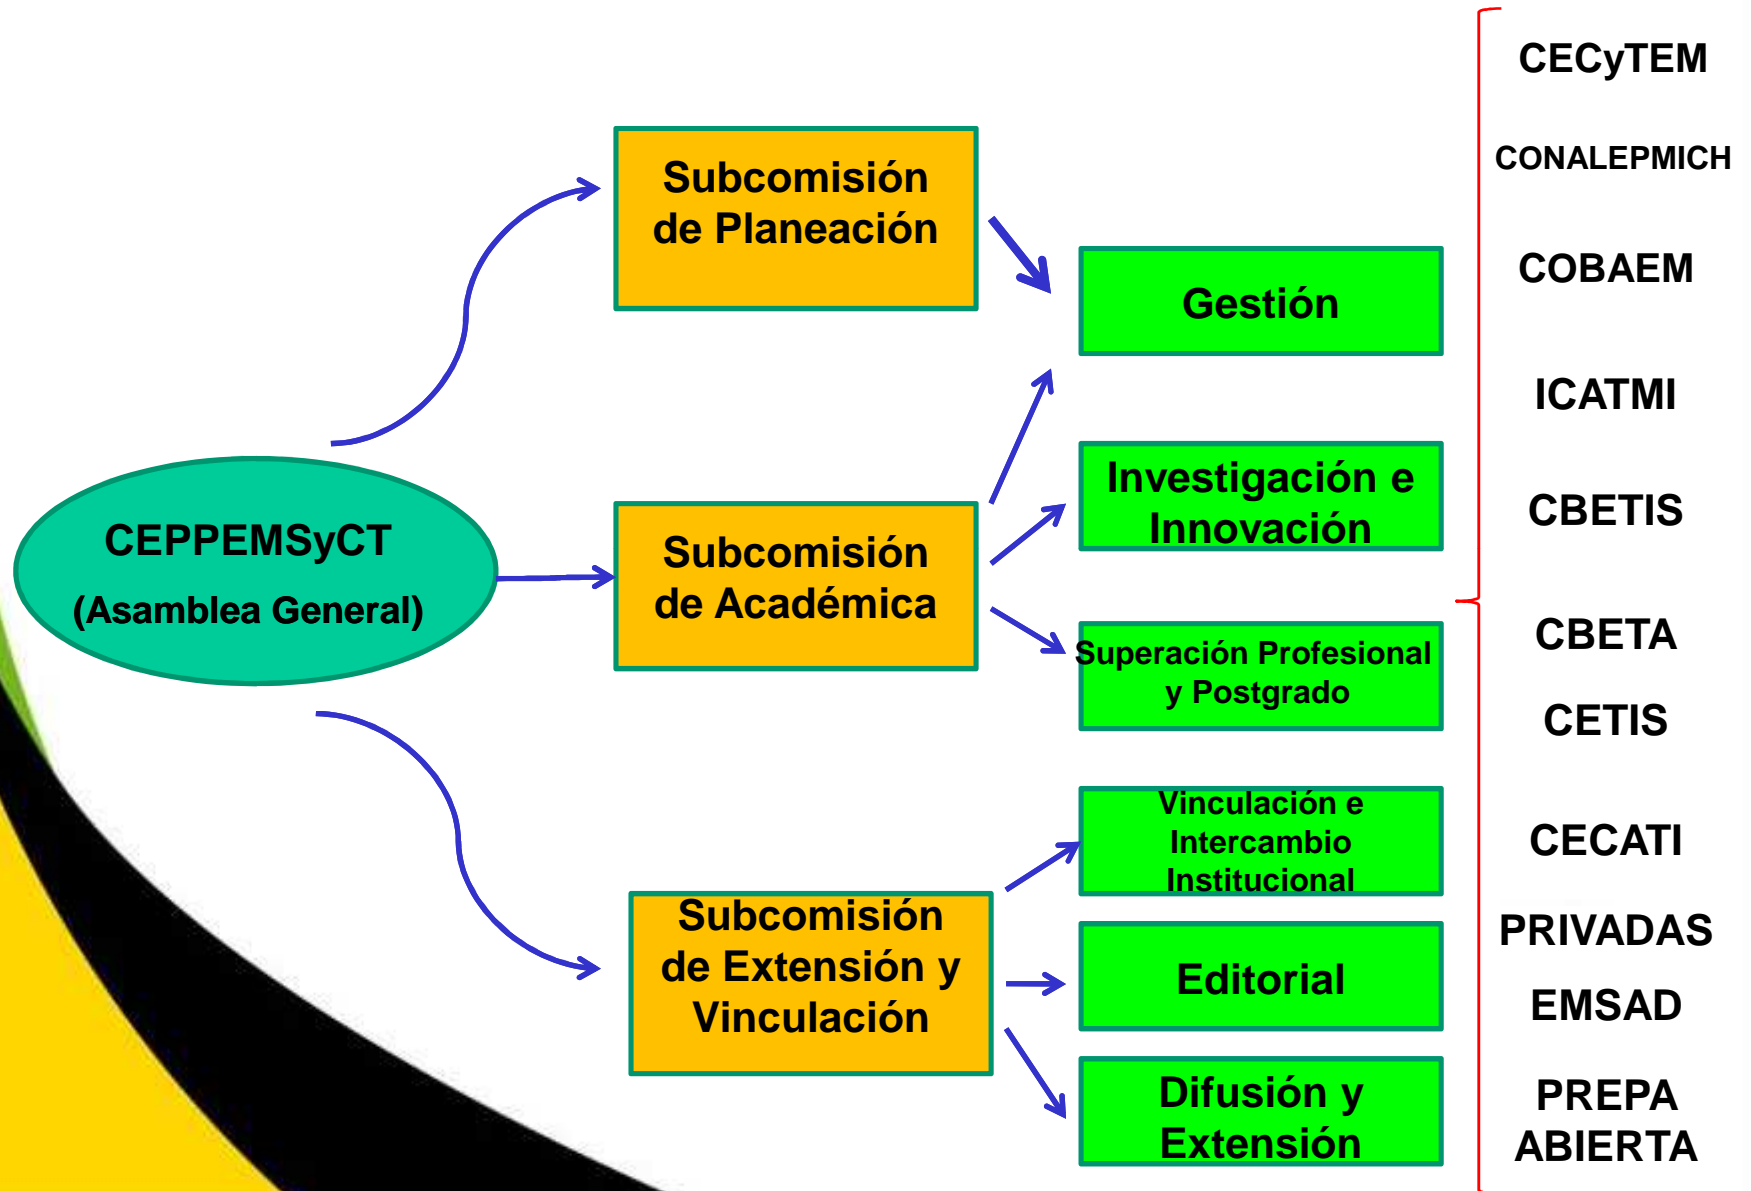 CEPPEMSyCT
(Asamblea General)
Subcomisión
de Planeación
Subcomisión
de Académica
Subcomisión
de Extensión y
Vinculación
Gestión
Investigación e
Innovación
Superación Profesional
y Postgrado
Vinculación e
Intercambio
Institucional
Editorial
Difusión y
Extensión
CECyTEM
CONALEPMICH
COBAEM
ICATMI
CBETIS
CBETA
CETIS
CECATI
PRIVADAS
EMSAD
PREPA
ABIERTA